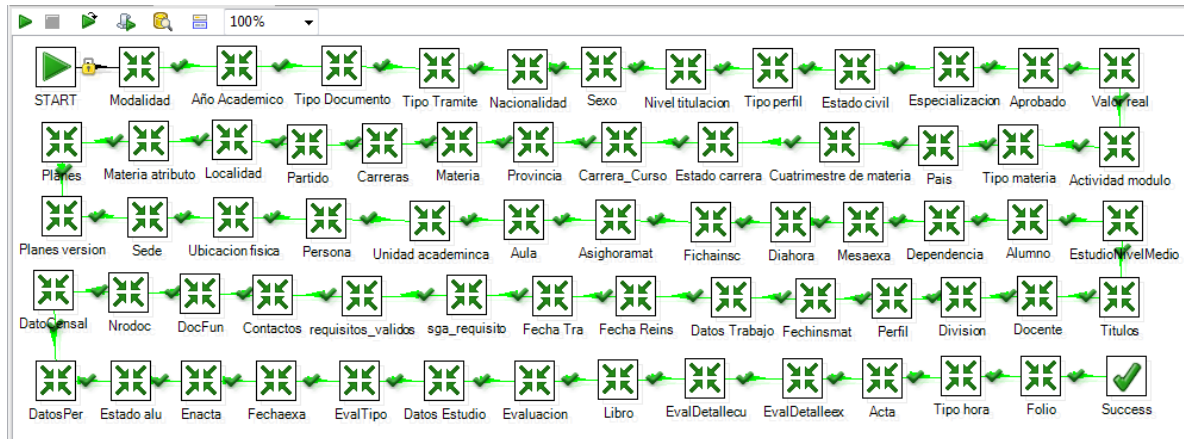 100%
START Modalidad Año Academico Tipo Documento Tipo Tramite Nacionalidad Sexo Nivel titulacion Tipo perfil Estado civil Especializacion Aprobado Valor real
Planes Materia atributo Localidad Partido Carreras Materia Provincia Carrera_Curso Estado carrera Cuatrimestre de materia Pais Tipo materia Actividad modulo
Planes version Sede Ubicacion fisica Persona Unidad academinca Aula Asighoramat Fichainsc Diahora Mesaexa Dependencia Alumno EstudioNivelMedio
DatoCensal Nrodoc DocFun Contactos requisitos_validos sga_requisito Fecha Tra Fecha Reins Datos Trabajo Fechinsmat Perfil Division Docente Titulos
DatosPer Estado alu Enacta Fechaexa EvalTipo Datos Estudio Evaluacion Libro EvalDetallecu EvalDetalleex Acta Tipo hora Folio Success